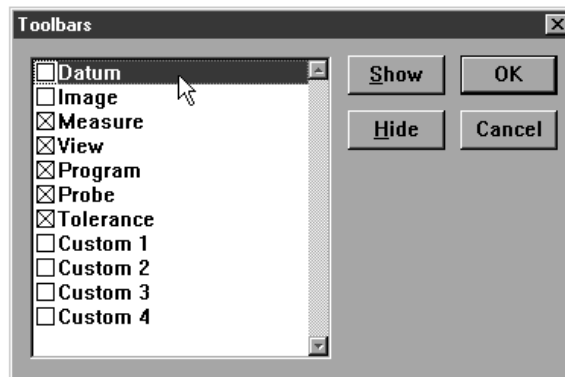 Toolbars
Datum
Image
Measure
View
Program
Probe
Tolerance
Custom 1
Custom 2
Custom 3
Custom 4
Show
OK
Hide
Cancel